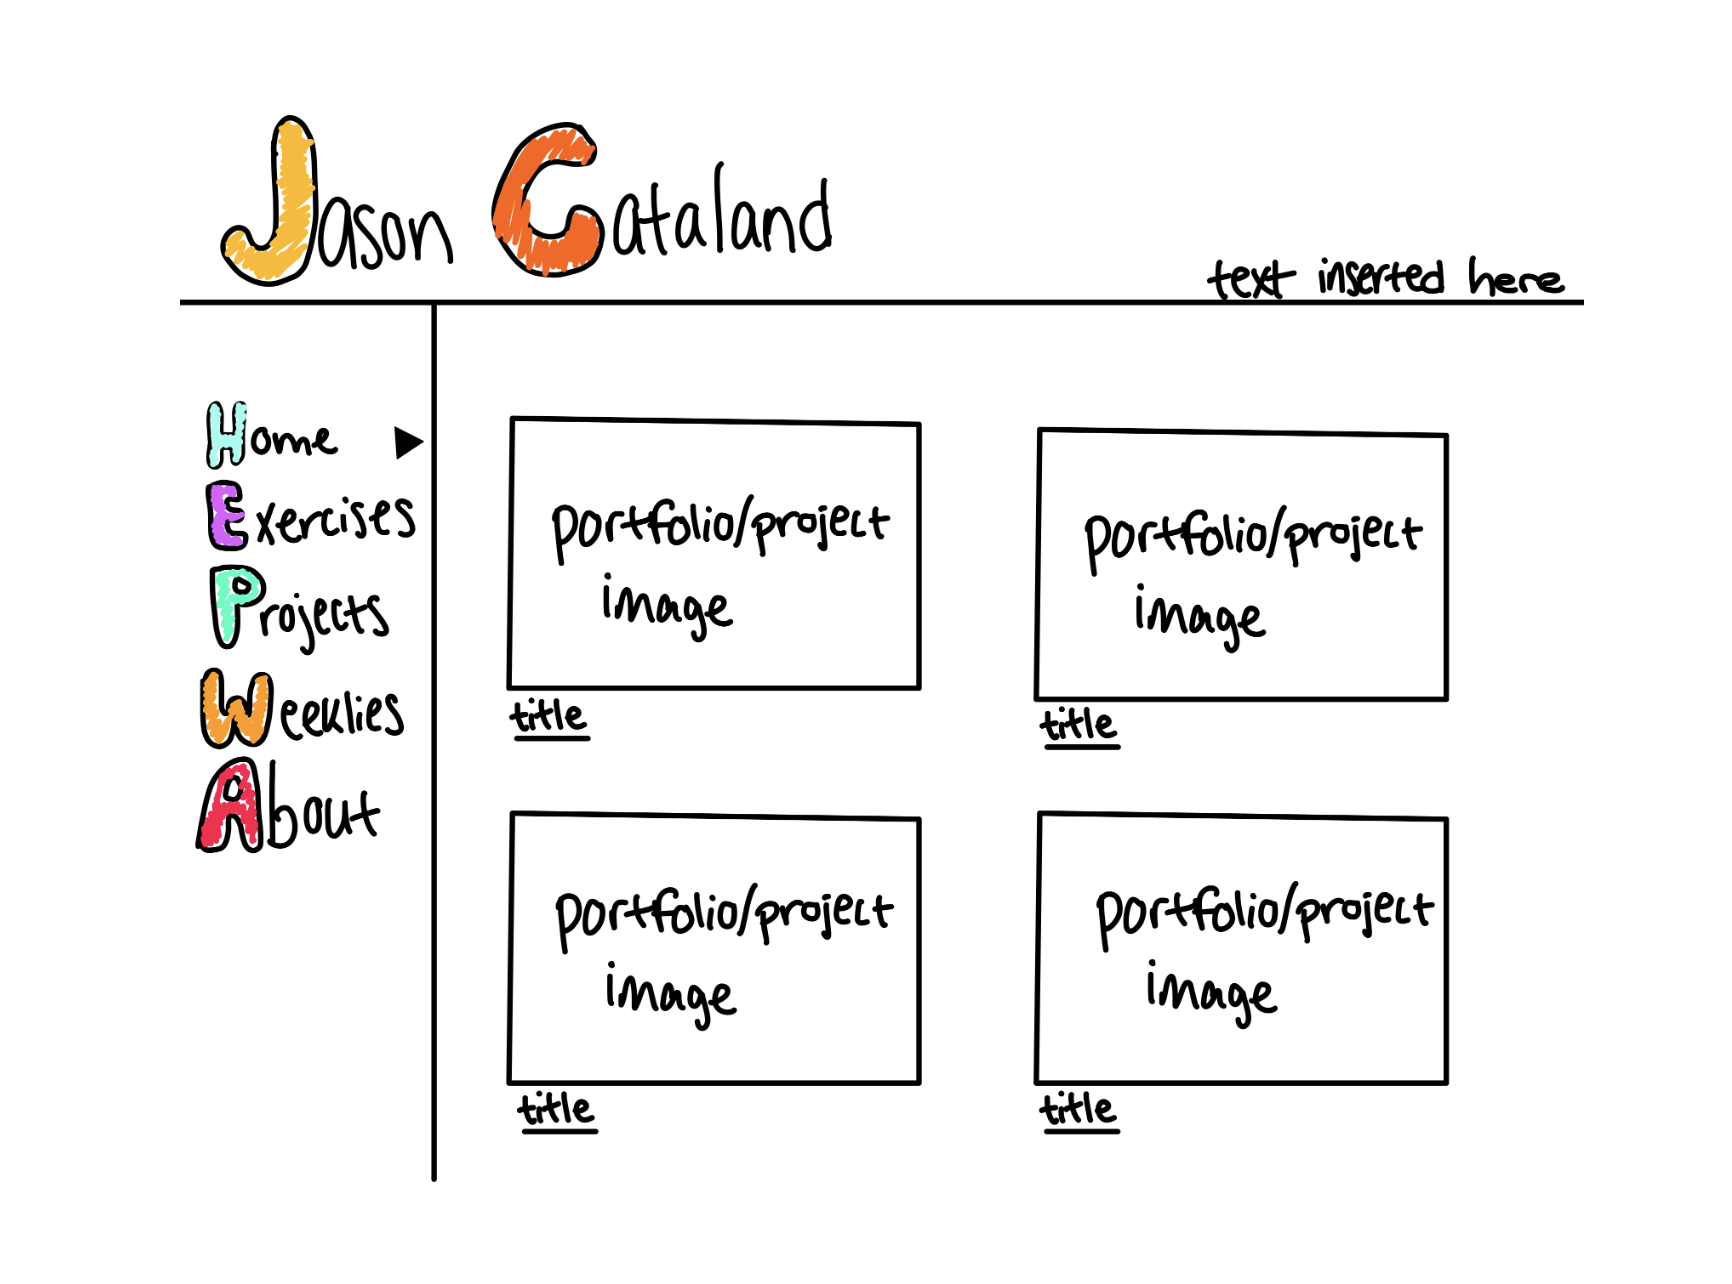 Jason Cataland
text inserted here
Home
Exercises
Projects
Weeklies
About
portfolio/project
image
title
portfolio/project
image
title
portfolio/project
image
title
portfolio/project
image
title